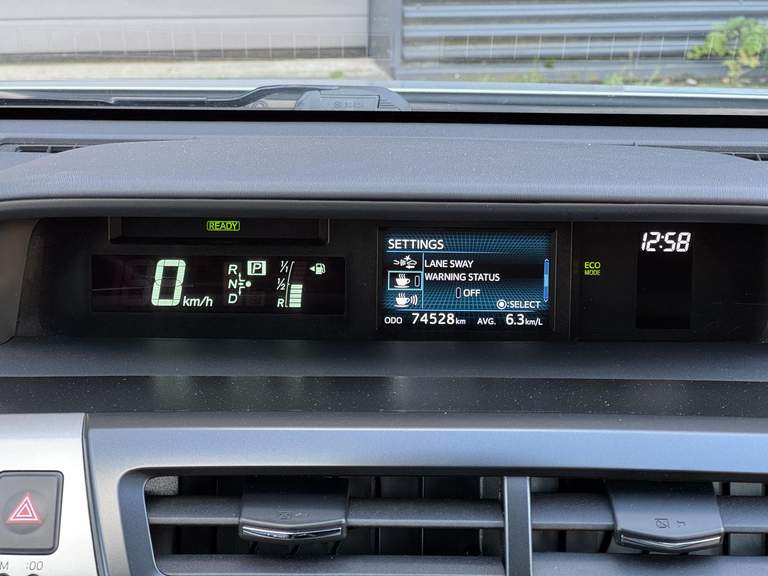 READY
0 km/h
R P
N
D
1/1
1/2
R
SETTINGS
LANE SWAY
WARNING STATUS
OFF
:SELECT
ODO 74528 km AVG. 6.3 km/L
ECO
MODE
12:58
M :00